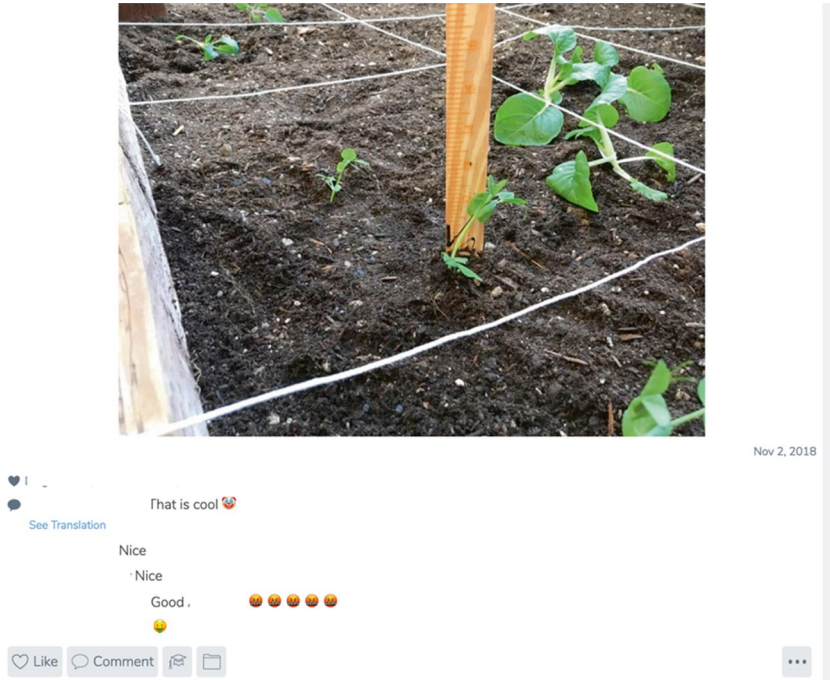 Nov 2, 2018
That is cool 🤡
See Translation
Nice
Nice
Good 🤬 🤬 🤬 🤬 🤬
🤑
Like
Comment